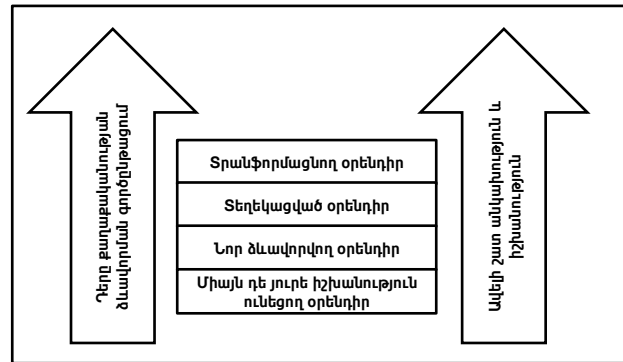 Դերը քաղաքականության
ձևավորման գործընթացում
Տրանֆորմացնող օրենդիր
Տեղեկացված օրենդիր
Նոր ձևավորվող օրենդիր
Միայն դե յուրե իշխանություն
ունեցող օրենդիր
Ավելի շատ անկախություն և
իշխանություն